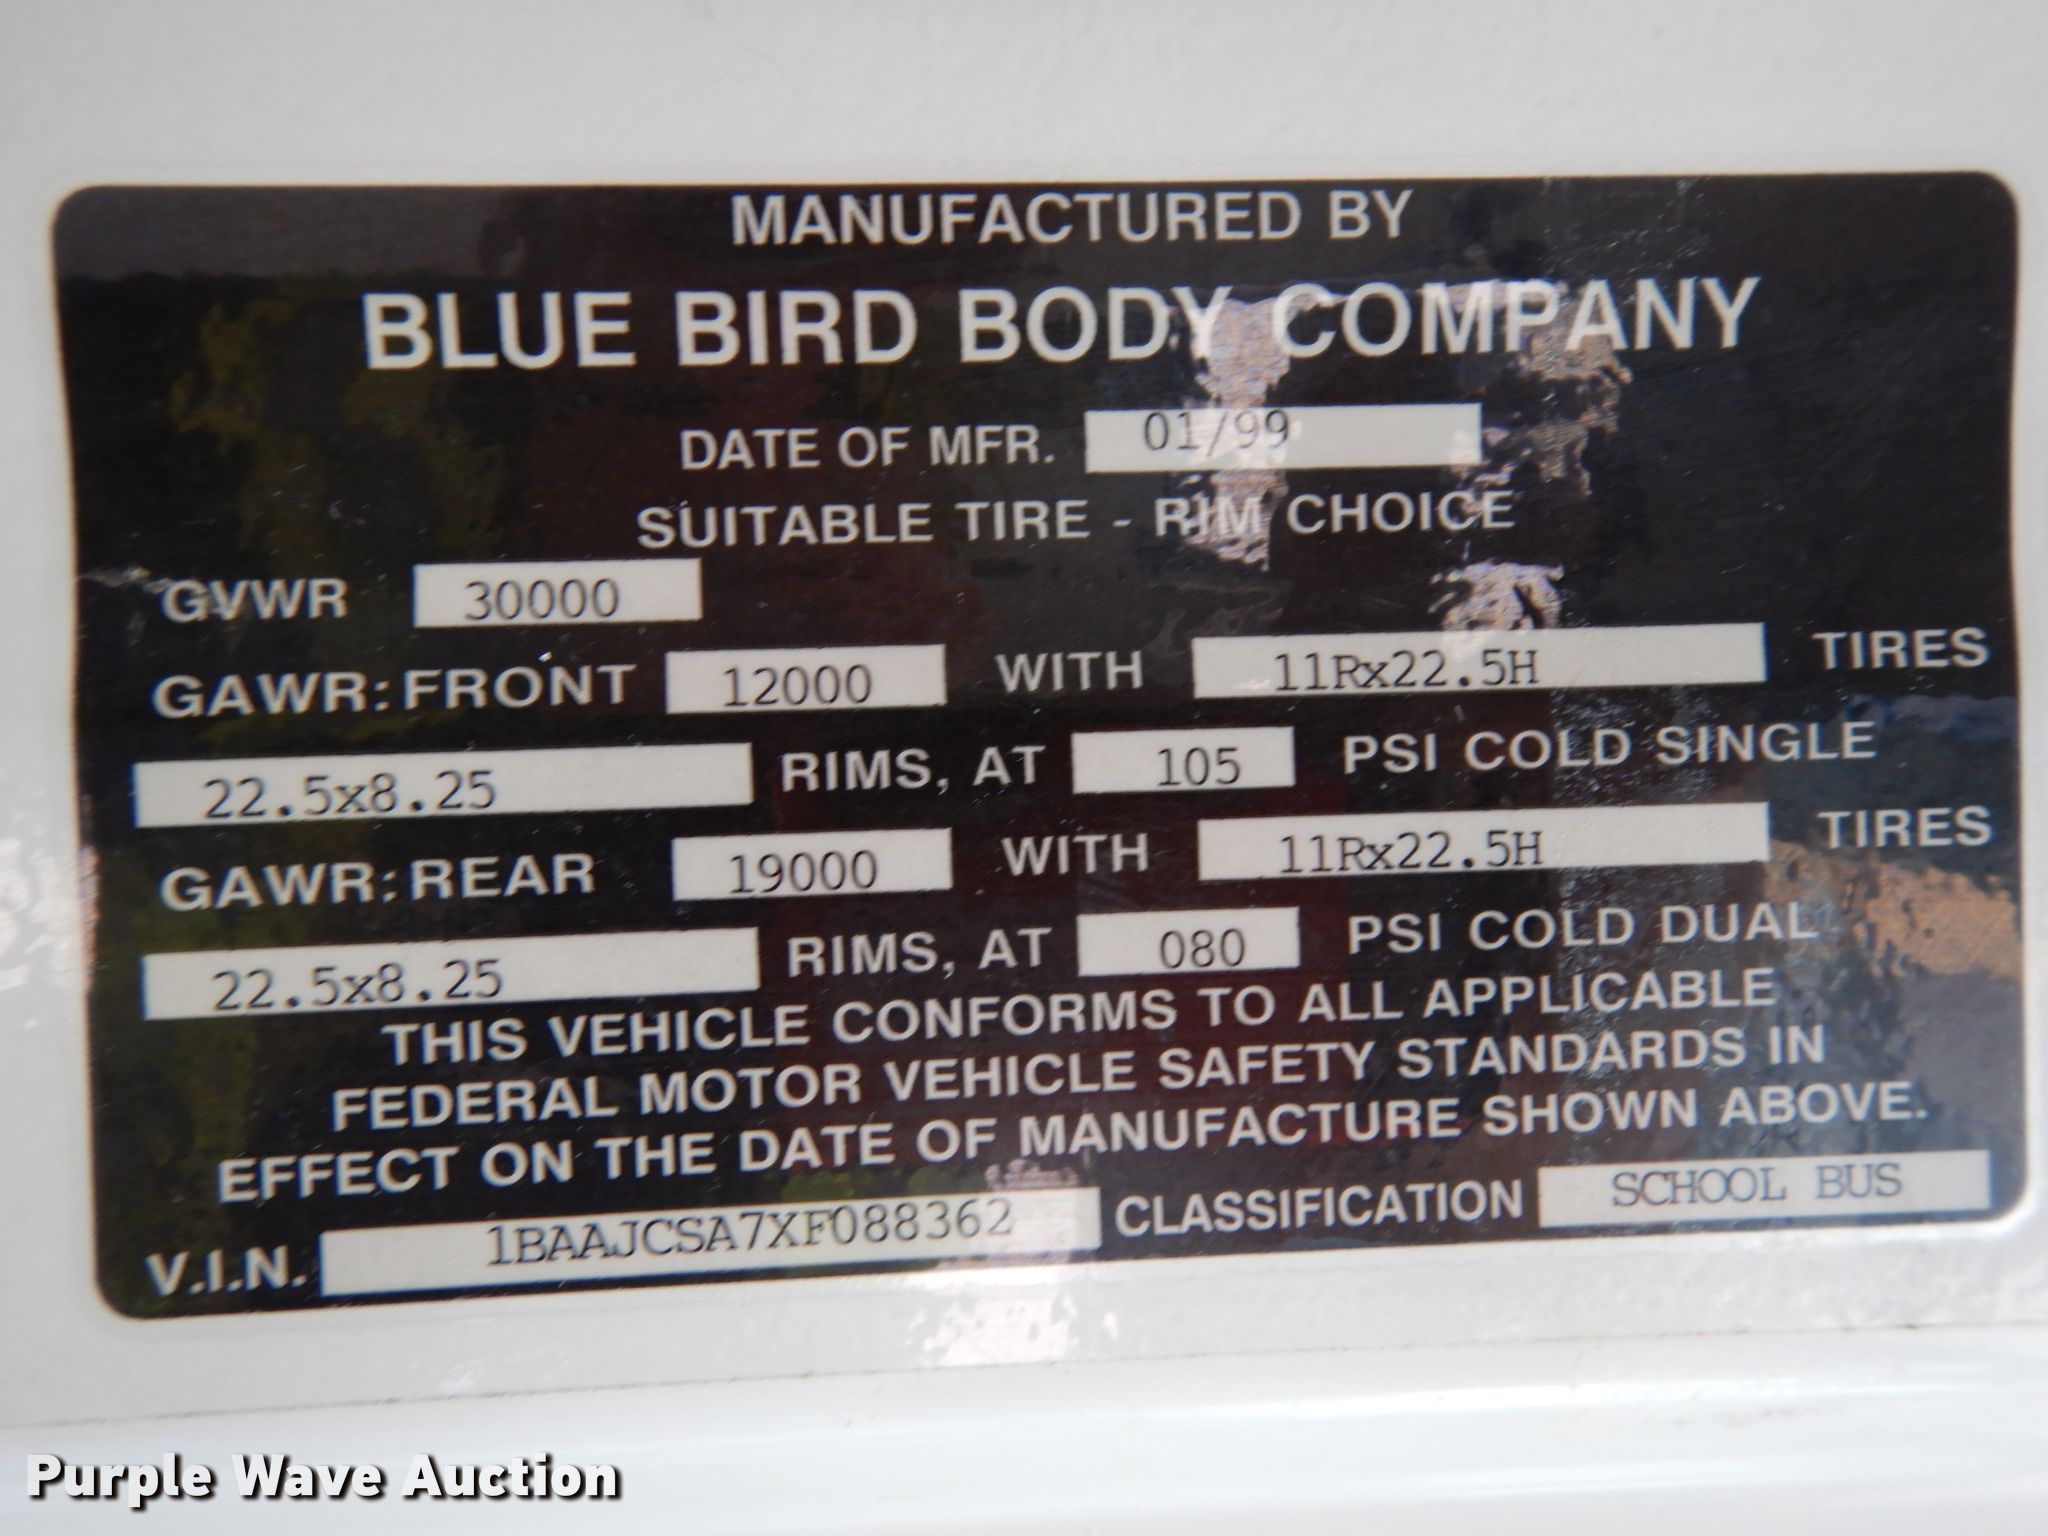 MANUFACTURED BY
BLUE BIRD BODY COMPANY
DATE OF MFR. 01/99
SUITABLE TIRE - RIM CHOICE
GVWR 30000
GAWR: FRONT 12000 WITH 11Rx22.5H TIRES
22.5x8.25 RIMS, AT 105 PSI COLD SINGLE
GAWR: REAR 19000 WITH 11Rx22.5H TIRES
22.5x8.25 RIMS, AT 080 PSI COLD DUAL
THIS VEHICLE CONFORMS TO ALL APPLICABLE
FEDERAL MOTOR VEHICLE SAFETY STANDARDS IN
EFFECT ON THE DATE OF MANUFACTURE SHOWN ABOVE.
V.I.N. 1BAAJCSA7XF088362 CLASSIFICATION SCHOOL BUS
Purple Wave Auction